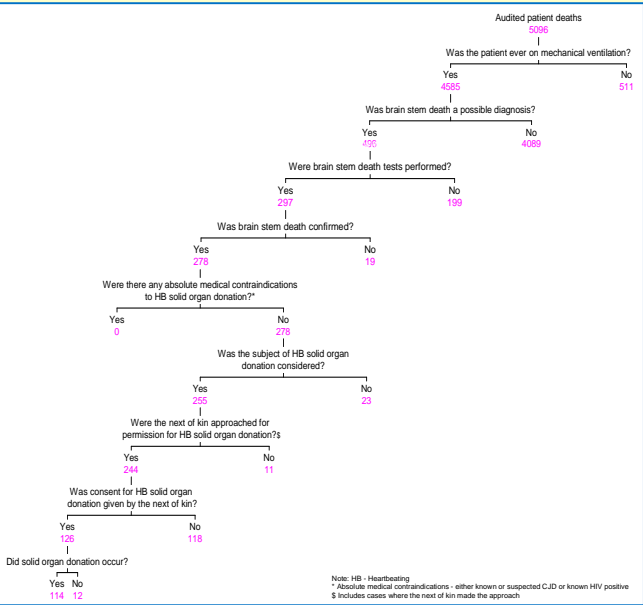 Audited patient deaths
5096
Was the patient ever on mechanical ventilation?
Yes No
4585 511
Was brain stem death a possible diagnosis?
Yes No
4089
Were brain stem death tests performed?
Yes No
297 199
Was brain stem death confirmed?
Yes No
278 19
Were there any absolute medical contraindications
to HB solid organ donation?*
Yes No
0 278
Was the subject of HB solid organ
donation considered?
Yes No
255 23
Were the next of kin approached for
permission for HB solid organ donation?$
Yes No
244 11
Was consent for HB solid organ
donation given by the next of kin?
Yes No
126 118
Did solid organ donation occur?
Yes No
114 12
Note: HB - Heartbeating
* Absolute medical contraindications - either known or suspected CJD or known HIV positive
$ Includes cases where the next of kin made the approach